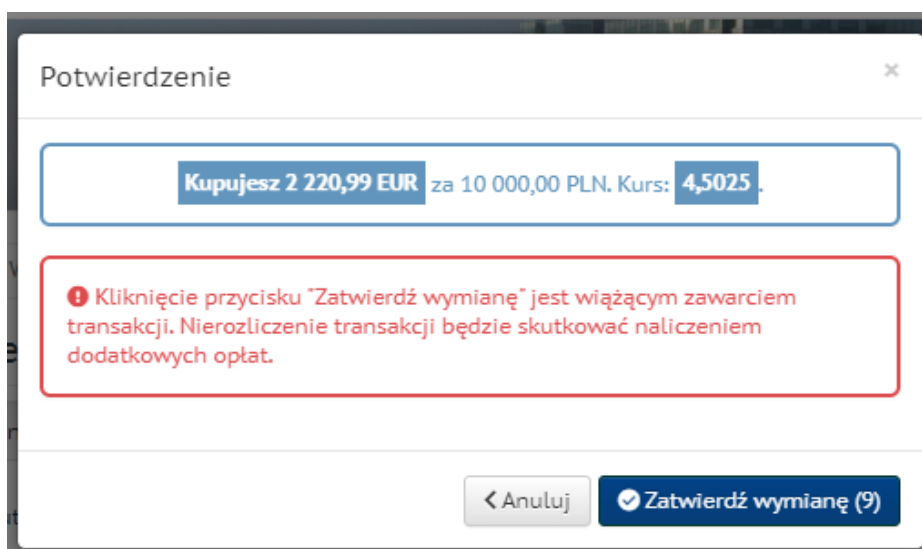 Potwierdzenie
×
Kupujesz 2 220,99 EUR za 10 000,00 PLN. Kurs: 4,5025.
Kliknięcie przycisku "Zatwierdź wymianę" jest wiążącym zawarciem
transakcji. Nierozliczenie transakcji będzie skutkować naliczeniem
dodatkowych opłat.
Anuluj Zatwierdź wymianę (9)